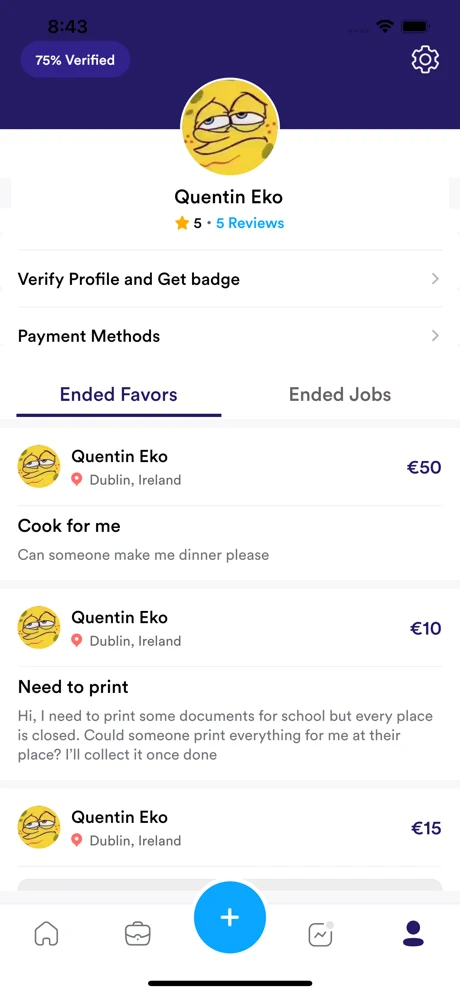 8:43
75% Verified
Quentin Eko
5 • 5 Reviews
Verify Profile and Get badge
Payment Methods
Ended Favors
Ended Jobs
Quentin Eko
€50
Dublin, Ireland
Cook for me
Can someone make me dinner please
Quentin Eko
€10
Dublin, Ireland
Need to print
Hi, I need to print some documents for school but every place
is closed. Could someone print everything for me at their
place? I’ll collect it once done
Quentin Eko
€15
Dublin, Ireland